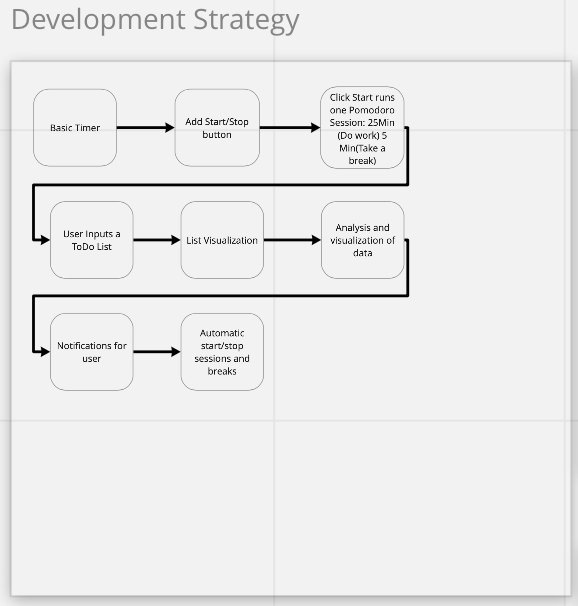 Development Strategy
Basic Timer
Add Start/Stop
button
Click Start runs
one Pomodoro
Session: 25Min
(Do work) 5
Min(Take a
break)
User Inputs a
ToDo List
List Visualization
Analysis and
visualization of
data
Notifications for
user
Automatic
start/stop
sessions and
breaks